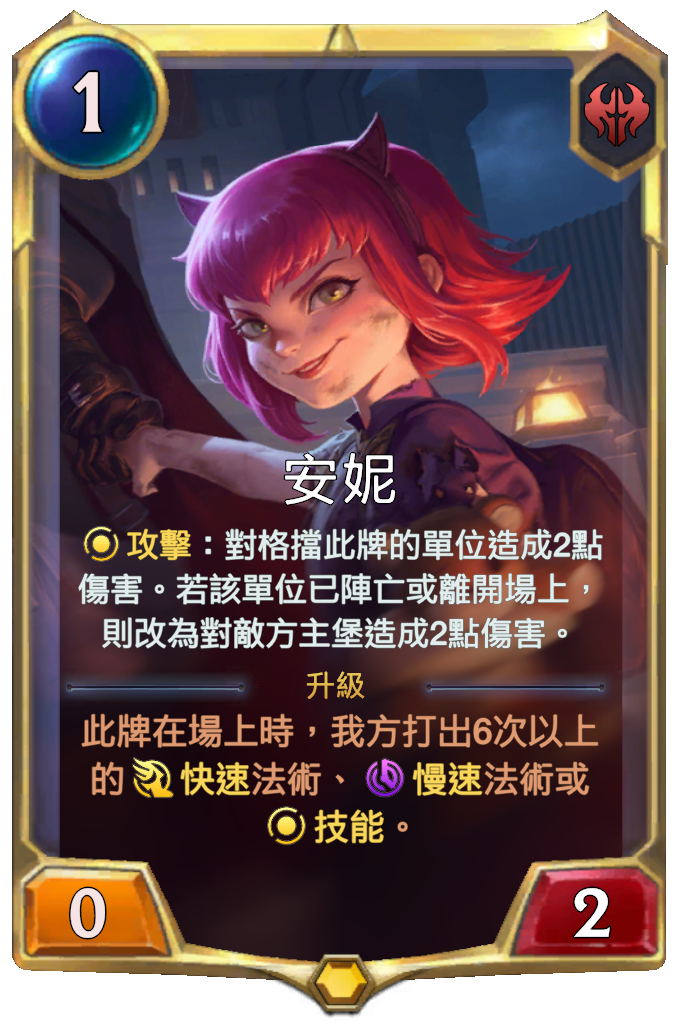 1
安妮
攻擊：對格擋此牌的單位造成2點
傷害。若該單位已陣亡或離開場上，
則改為對敵方主堡造成2點傷害。
升級
此牌在場上時，我方打出6次以上
的快速法術、慢速法術或
技能。
0
2